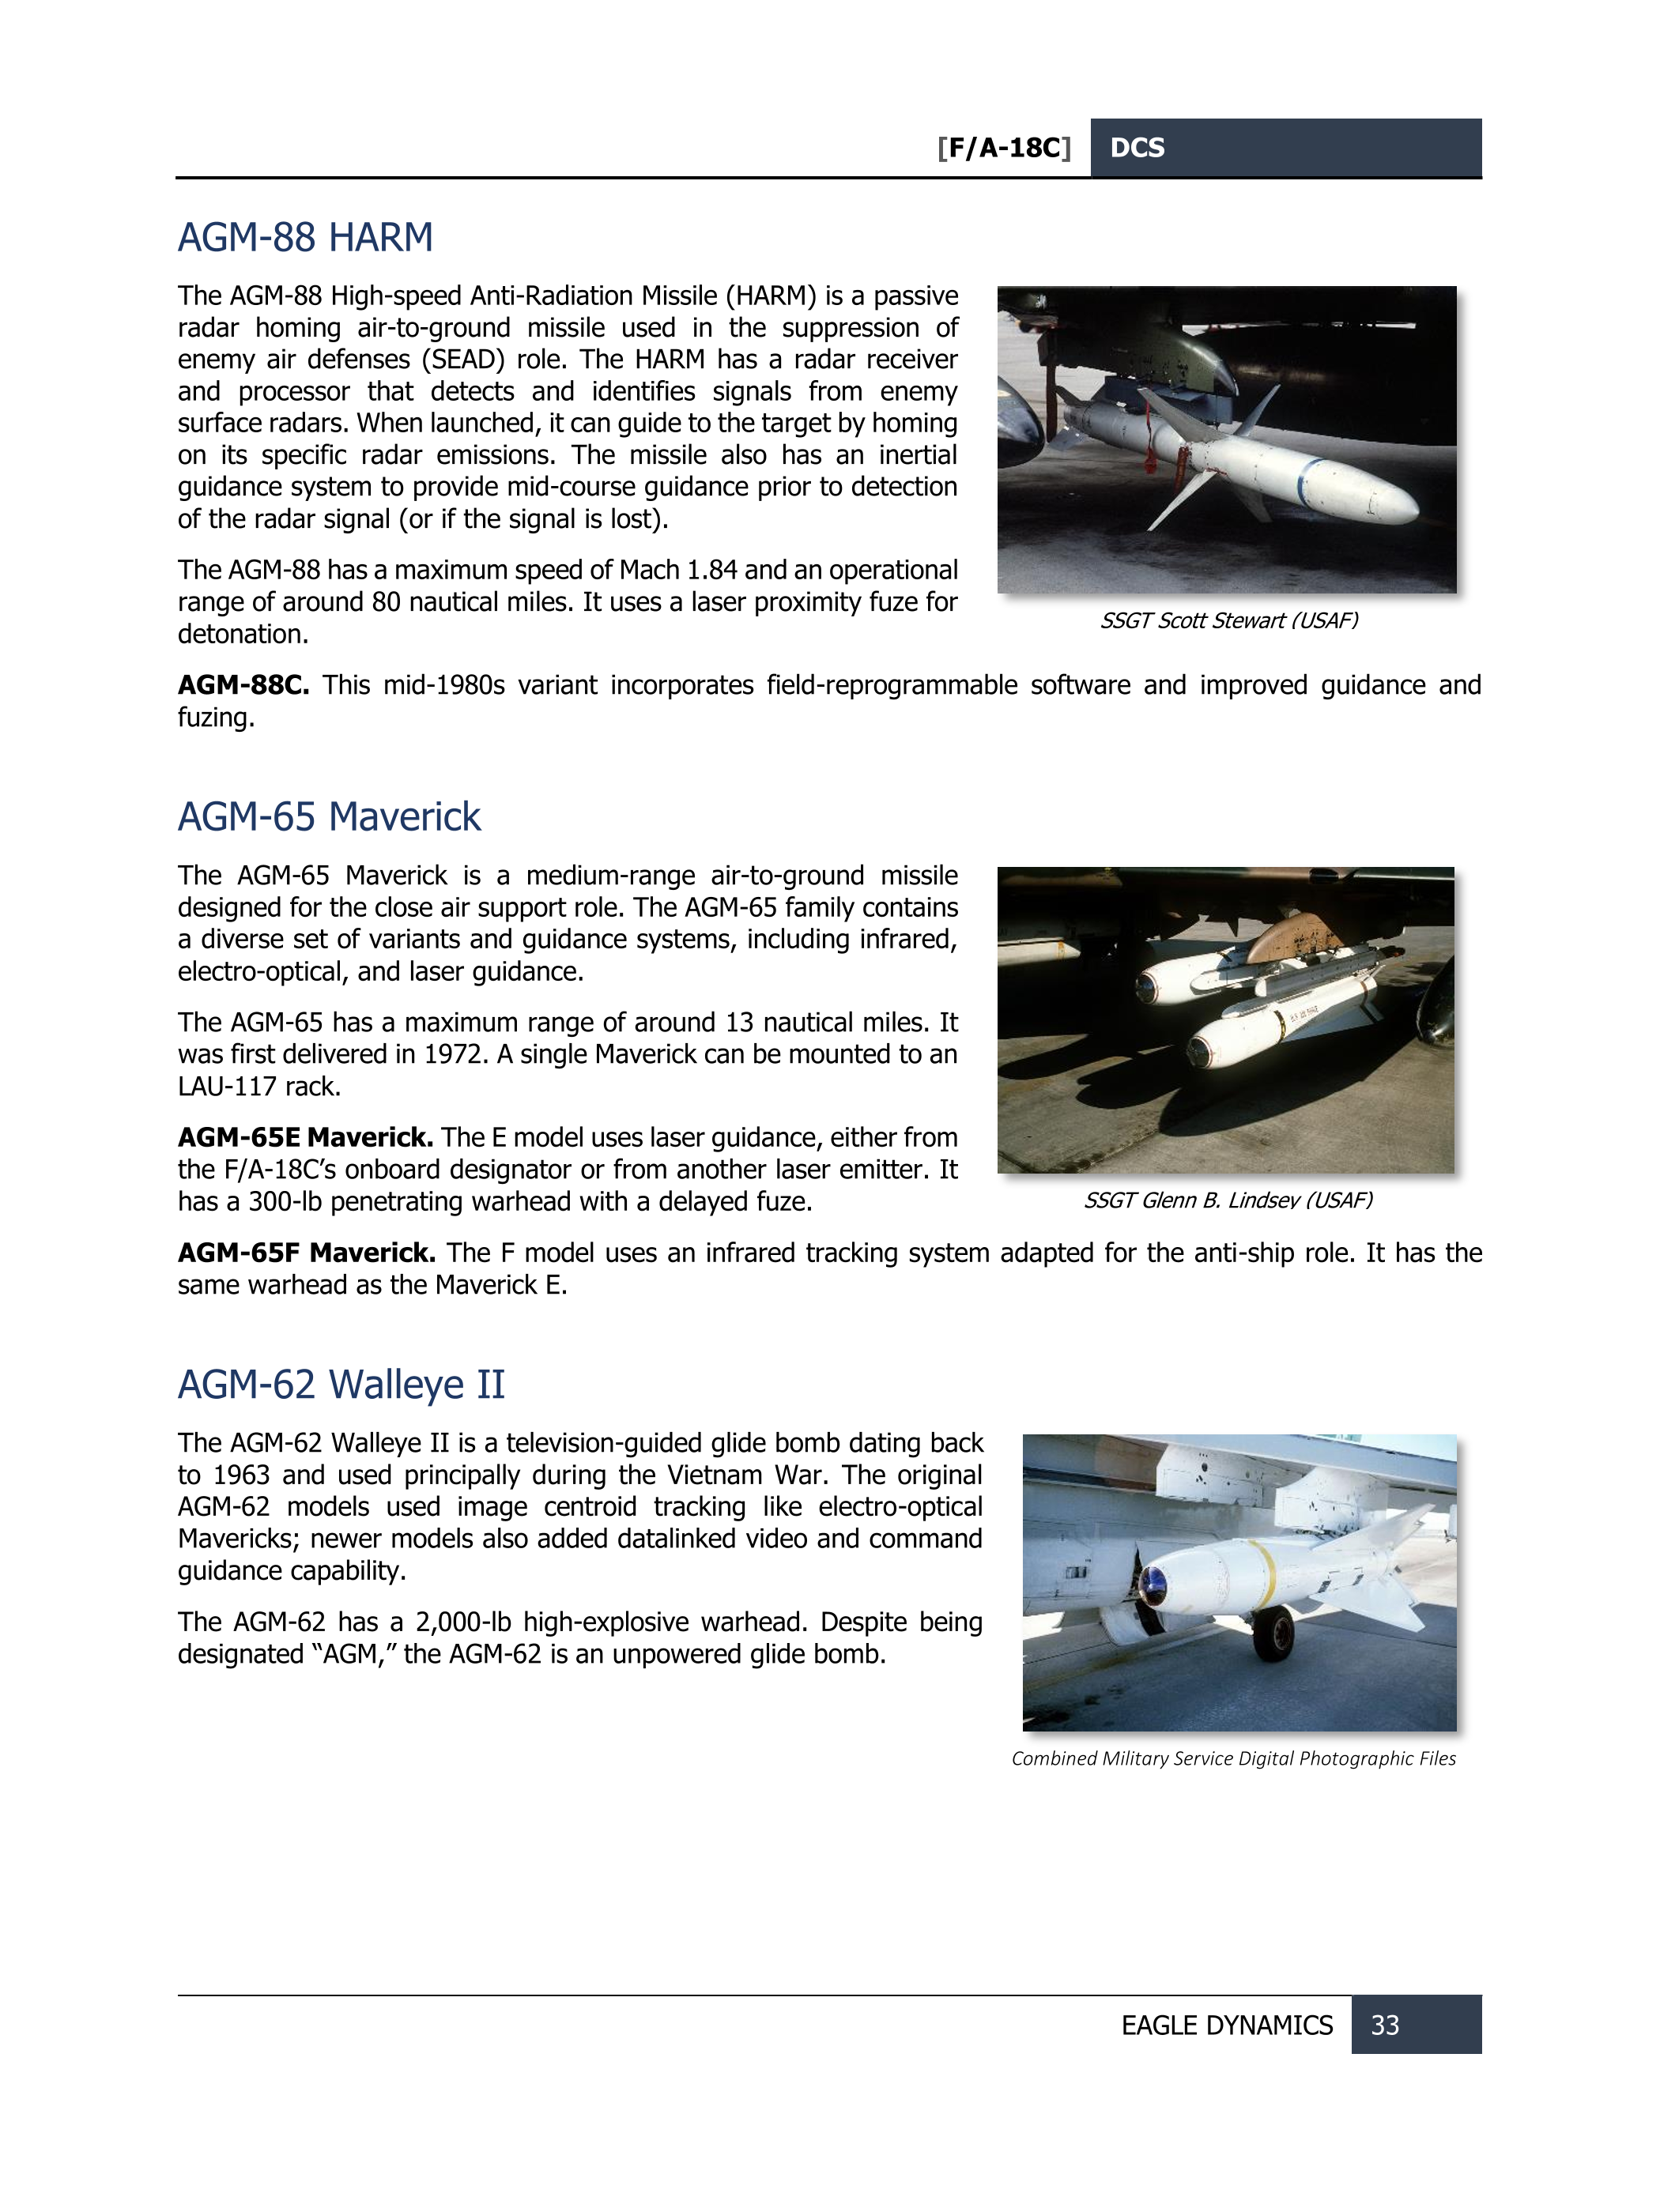 [F/A-18C] DCS
AGM-88 HARM
The AGM-88 High-speed Anti-Radiation Missile (HARM) is a passive
radar homing air-to-ground missile used in the suppression of
enemy air defenses (SEAD) role. The HARM has a radar receiver
and processor that detects and identifies signals from enemy
surface radars. When launched, it can guide to the target by homing
on its specific radar emissions. The missile also has an inertial
guidance system to provide mid-course guidance prior to detection
of the radar signal (or if the signal is lost).
The AGM-88 has a maximum speed of Mach 1.84 and an operational
range of around 80 nautical miles. It uses a laser proximity fuze for
detonation.
SSGT Scott Stewart (USAF)
AGM-88C. This mid-1980s variant incorporates field-reprogrammable software and improved guidance and
fuzing.
AGM-65 Maverick
The AGM-65 Maverick is a medium-range air-to-ground missile
designed for the close air support role. The AGM-65 family contains
a diverse set of variants and guidance systems, including infrared,
electro-optical, and laser guidance.
The AGM-65 has a maximum range of around 13 nautical miles. It
was first delivered in 1972. A single Maverick can be mounted to an
LAU-117 rack.
AGM-65E Maverick. The E model uses laser guidance, either from
the F/A-18C’s onboard designator or from another laser emitter. It
has a 300-lb penetrating warhead with a delayed fuze.
SSGT Glenn B. Lindsey (USAF)
AGM-65F Maverick. The F model uses an infrared tracking system adapted for the anti-ship role. It has the
same warhead as the Maverick E.
AGM-62 Walleye II
The AGM-62 Walleye II is a television-guided glide bomb dating back
to 1963 and used principally during the Vietnam War. The original
AGM-62 models used image centroid tracking like electro-optical
Mavericks; newer models also added datalinked video and command
guidance capability.
The AGM-62 has a 2,000-lb high-explosive warhead. Despite being
designated “AGM,” the AGM-62 is an unpowered glide bomb.
Combined Military Service Digital Photographic Files
EAGLE DYNAMICS 33